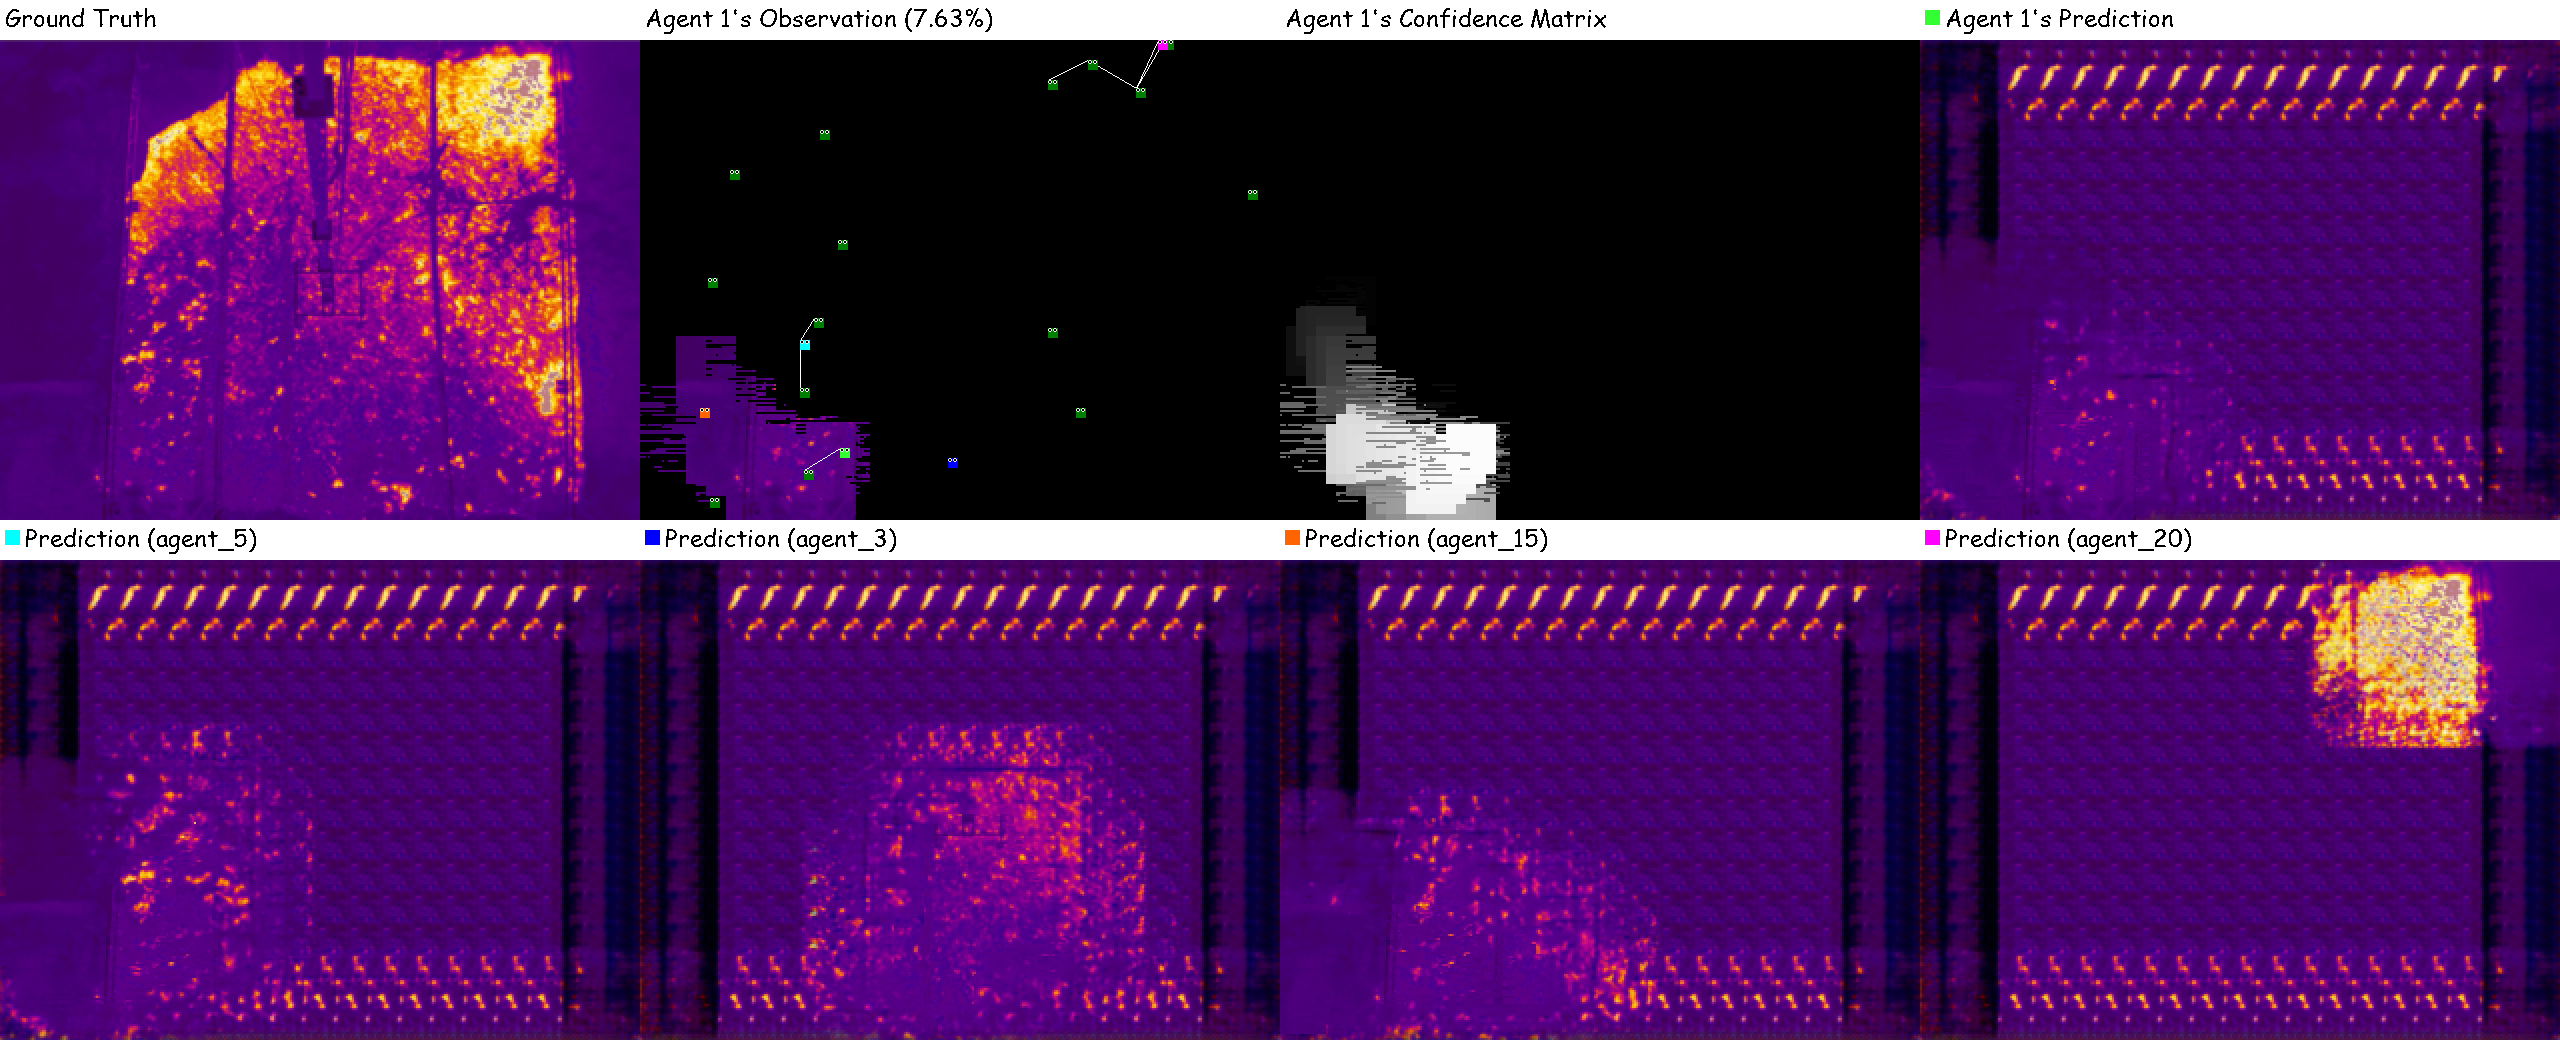 Ground Truth
Agent 1's Observation (7.63%)
Agent 1's Confidence Matrix
Agent 1's Prediction
Prediction (agent_5)
Prediction (agent_3)
Prediction (agent_15)
Prediction (agent_20)